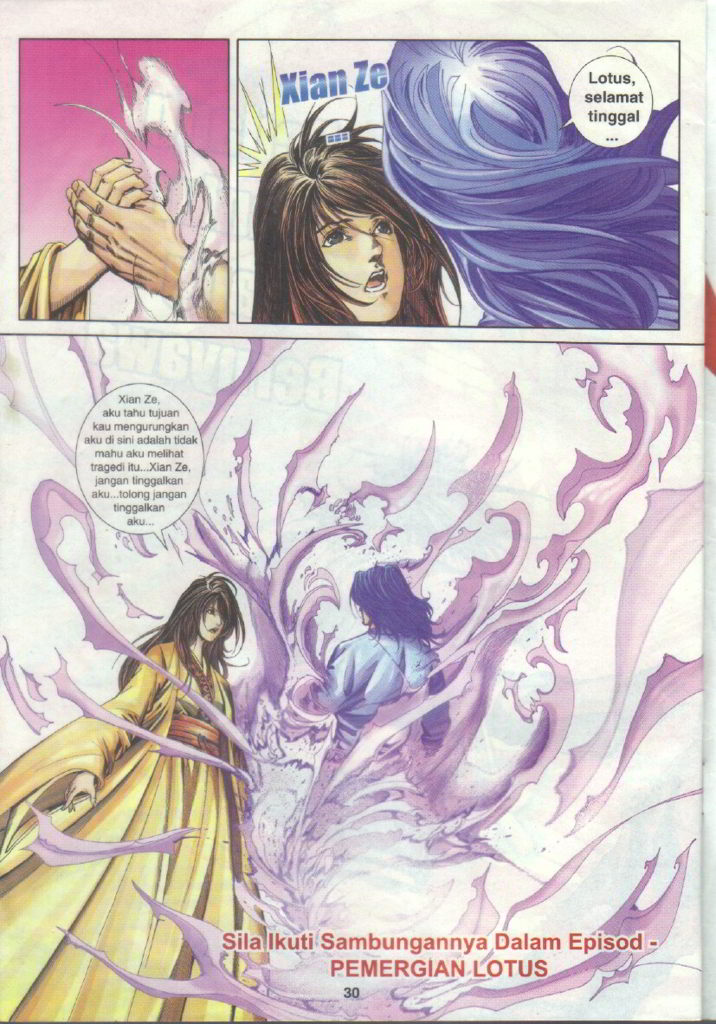 Xian Ze
...
Lotus,
selamat
tinggal
...
Xian Ze,
aku tahu tujuan
kau mengurungkan
aku di sini adalah tidak
mahu aku melihat
tragedi itu...Xian Ze,
jangan tinggalkan
aku...tolong jangan
tinggalkan
aku...
Sila Ikuti Sambungannya Dalam Episod -
PEMERGIAN LOTUS
30